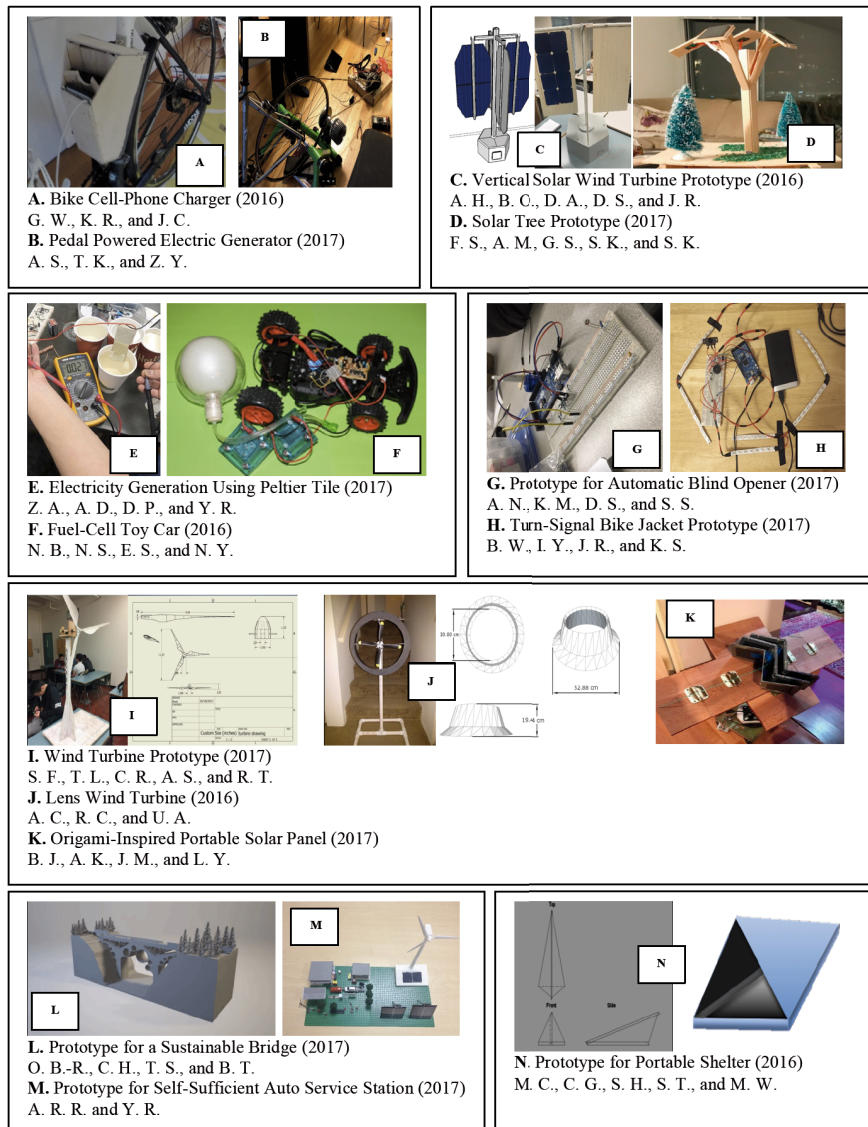 A
B
A. Bike Cell-Phone Charger (2016)
G. W., K. R., and J. C.
B. Pedal Powered Electric Generator (2017)
A. S., T. K., and Z. Y.
C
D
C. Vertical Solar Wind Turbine Prototype (2016)
A. H., B. O., D. A., D. S., and J. R.
D. Solar Tree Prototype (2017)
F. S., A. M., G. S., S. K., and S. K.
E
F
E. Electricity Generation Using Peltier Tile (2017)
Z. A., A. D., D. P., and Y. R.
F. Fuel-Cell Toy Car (2016)
N. B., N. S., E. S., and N. Y.
G
H
G. Prototype for Automatic Blind Opener (2017)
A. N., K. M., D. S., and S. S.
H. Turn-Signal Bike Jacket Prototype (2017)
B. W., I. Y., J. R., and K. S.
I
J
K
32.88 cm
19.4 cm
I. Wind Turbine Prototype (2017)
S. F., T. L., C. R., A. S., and R. T.
J. Lens Wind Turbine (2016)
A. C., R. C., and U. A.
K. Origami-Inspired Portable Solar Panel (2017)
B. J., A. K., J. M., and L. Y.
L
M
L. Prototype for a Sustainable Bridge (2017)
O. B.-R., C. H., T. S., and B. T.
M. Prototype for Self-Sufficient Auto Service Station (2017)
A. R. R. and Y. R.
Top
N
Front Side
N. Prototype for Portable Shelter (2016)
M. C., C. G., S. H., S. T., and M. W.